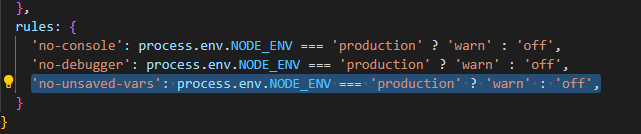 },
rules: {
'no-console': process.env.NODE_ENV === 'production' ? 'warn' : 'off',
'no-debugger': process.env.NODE_ENV === 'production' ? 'warn' : 'off',
'no-unsaved-vars': process.env.NODE_ENV === 'production' ? 'warn' : 'off',
}
}